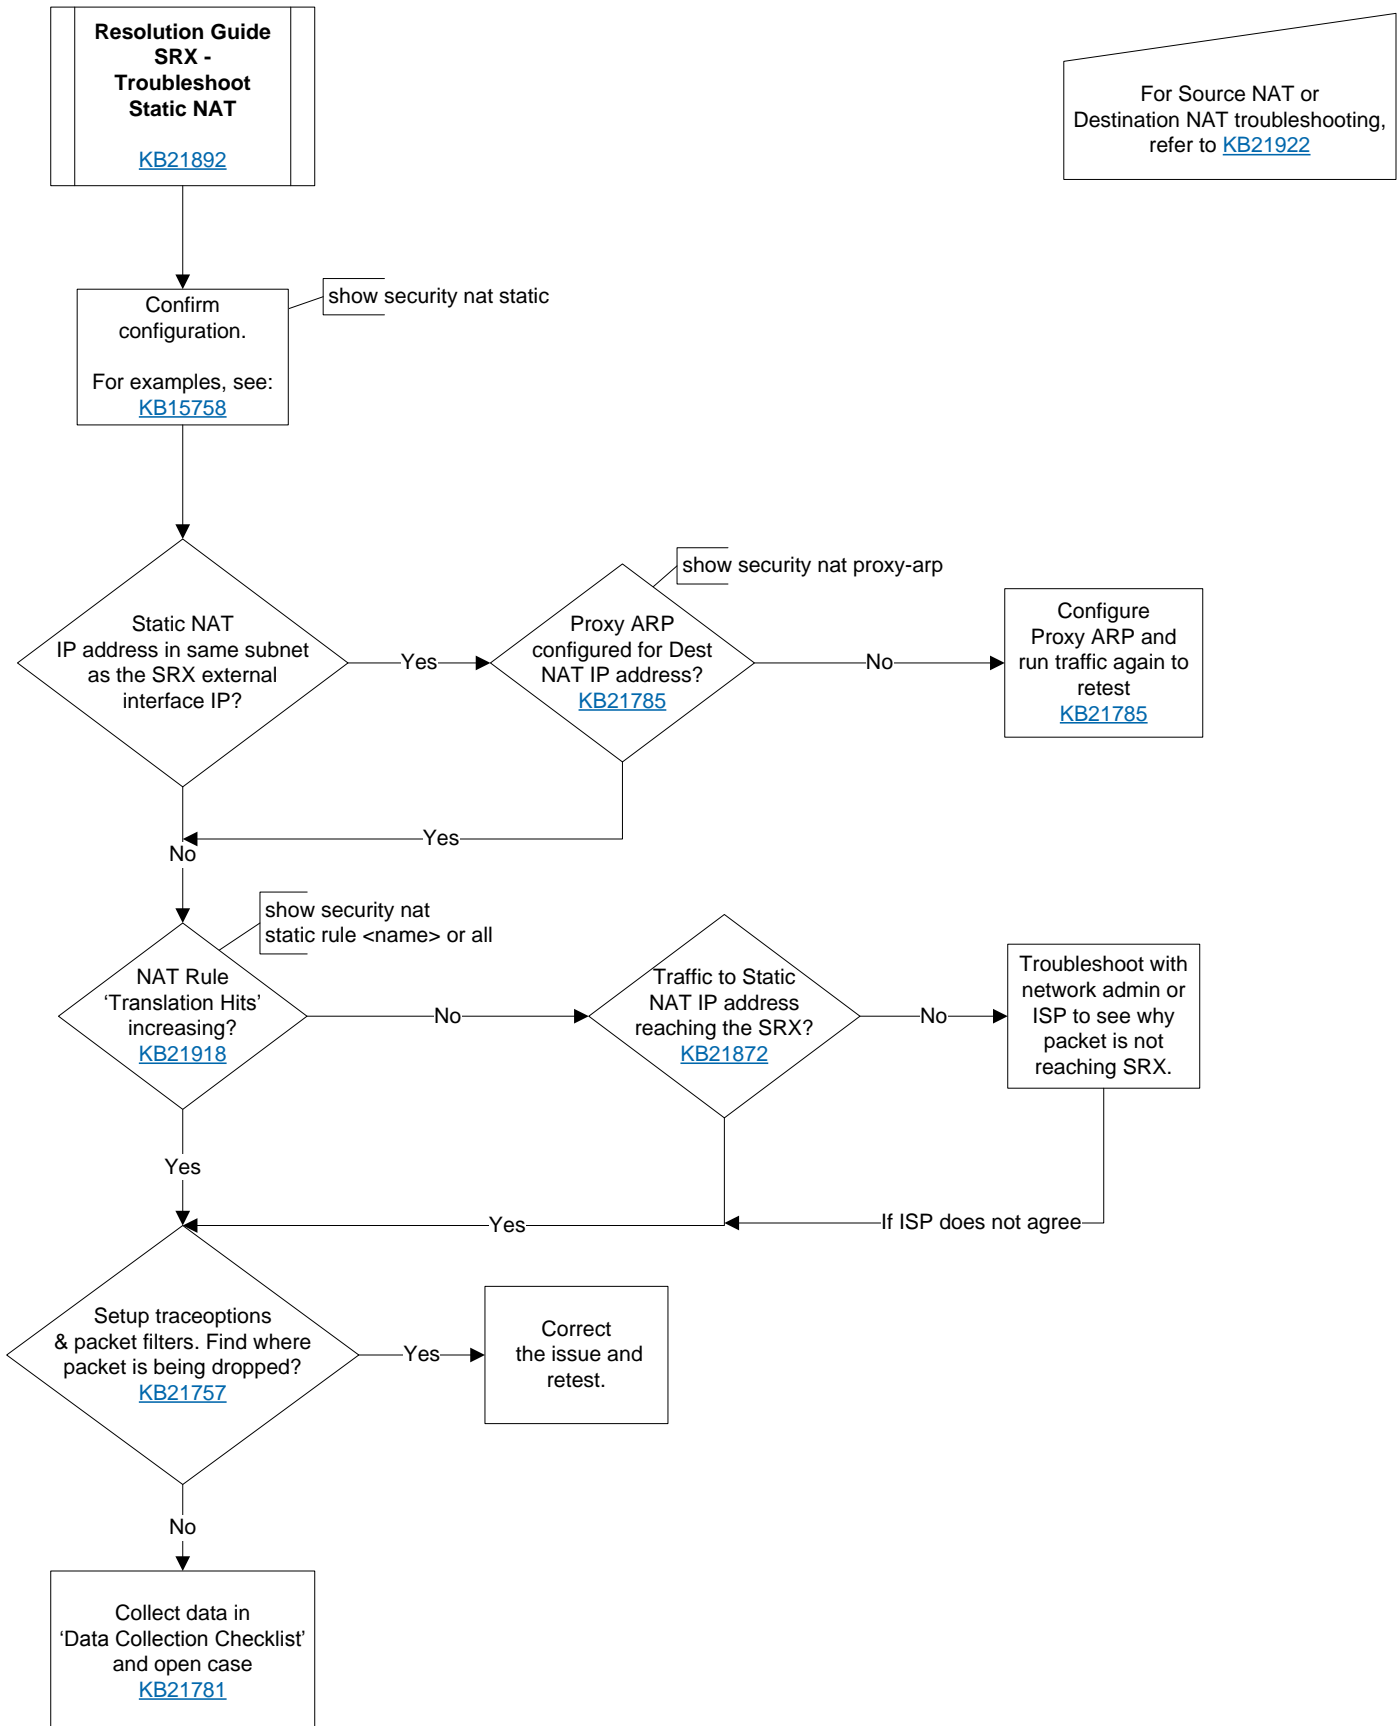 Resolution Guide
SRX -
Troubleshoot
Static NAT
KB21892
For Source NAT or
Destination NAT troubleshooting,
refer to KB21922
Confirm
configuration.
For examples, see:
KB15758
show security nat static
Static NAT
IP address in same subnet
as the SRX external
interface IP?
Yes
show security nat proxy-arp
Proxy ARP
configured for Dest
NAT IP address?
KB21785
No
Configure
Proxy ARP and
run traffic again to
retest
KB21785
Yes
No
show security nat
static rule <name> or all
NAT Rule
‘Translation Hits’
increasing?
KB21918
No
Traffic to Static
NAT IP address
reaching the SRX?
KB21872
No
Troubleshoot with
network admin or
ISP to see why
packet is not
reaching SRX.
Yes
Yes
If ISP does not agree
Setup traceoptions
& packet filters. Find where
packet is being dropped?
KB21757
Yes
Correct
the issue and
retest.
No
Collect data in
‘Data Collection Checklist’
and open case
KB21781